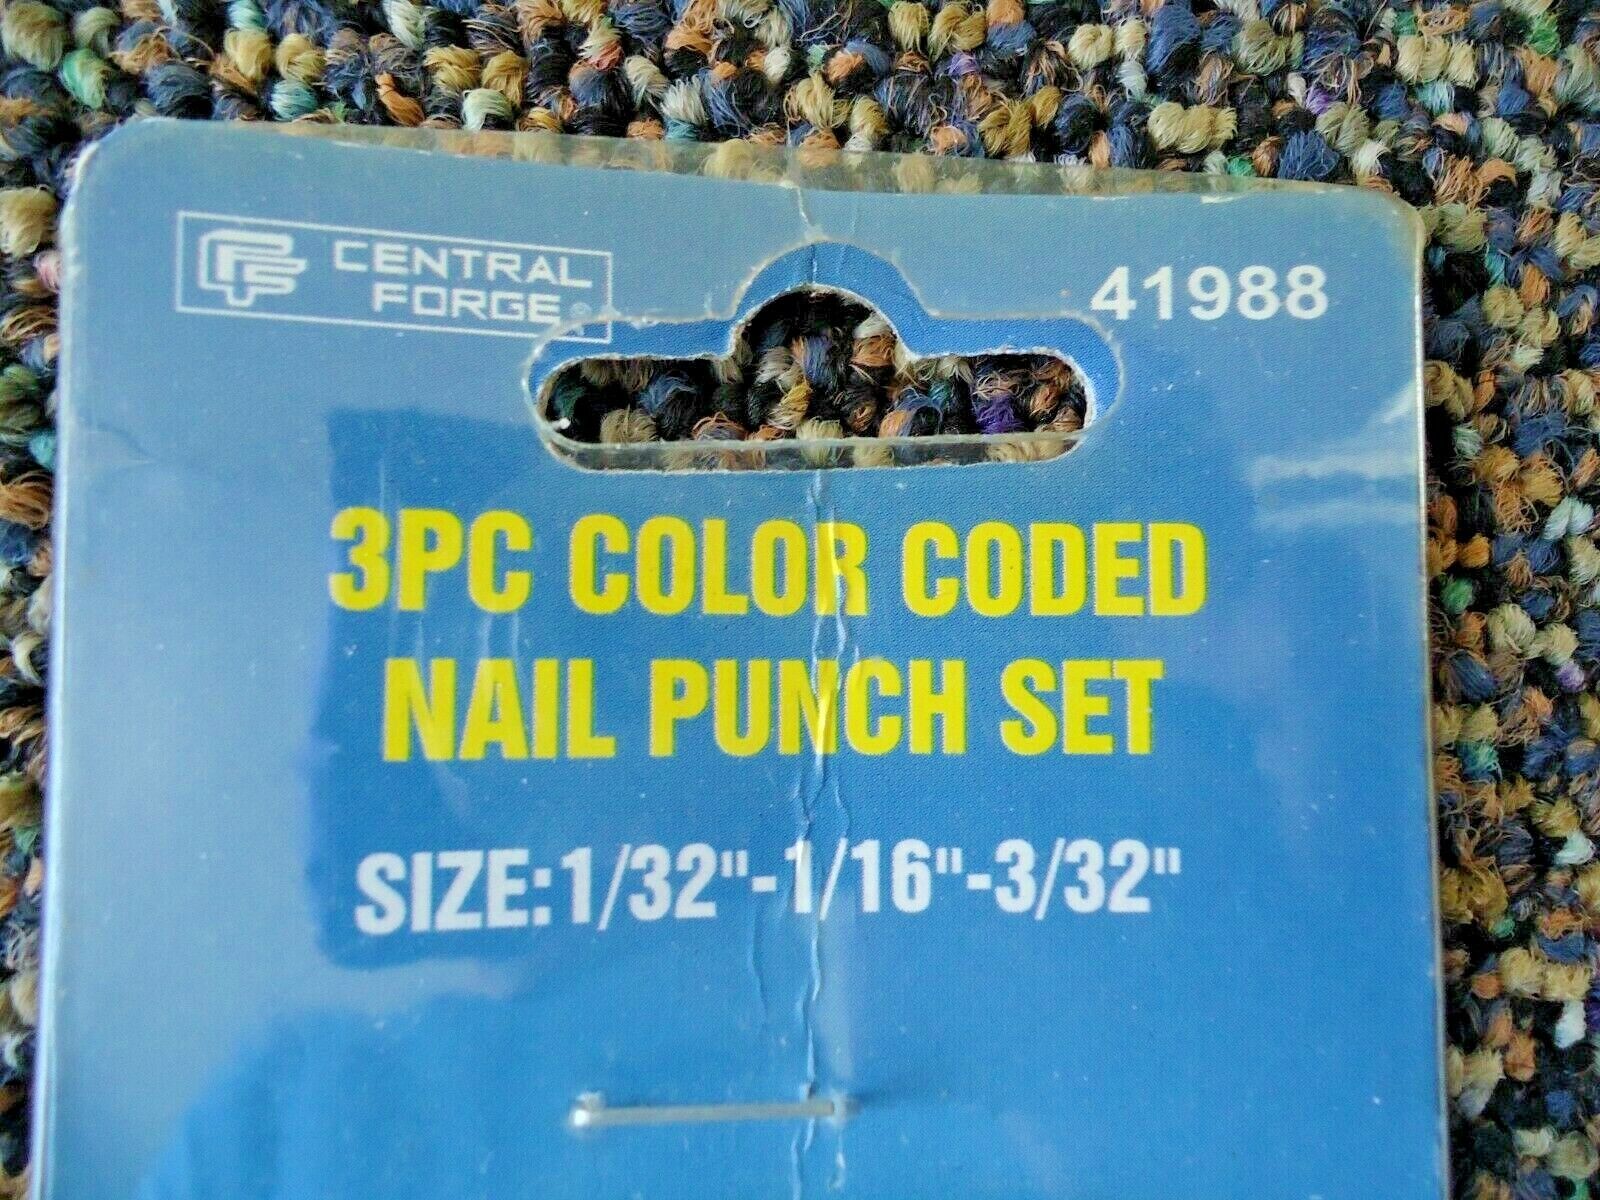 CENTRAL
FORGE®
41988
3PC COLOR CODED
NAIL PUNCH SET
SIZE:1/32"-1/16"-3/32"